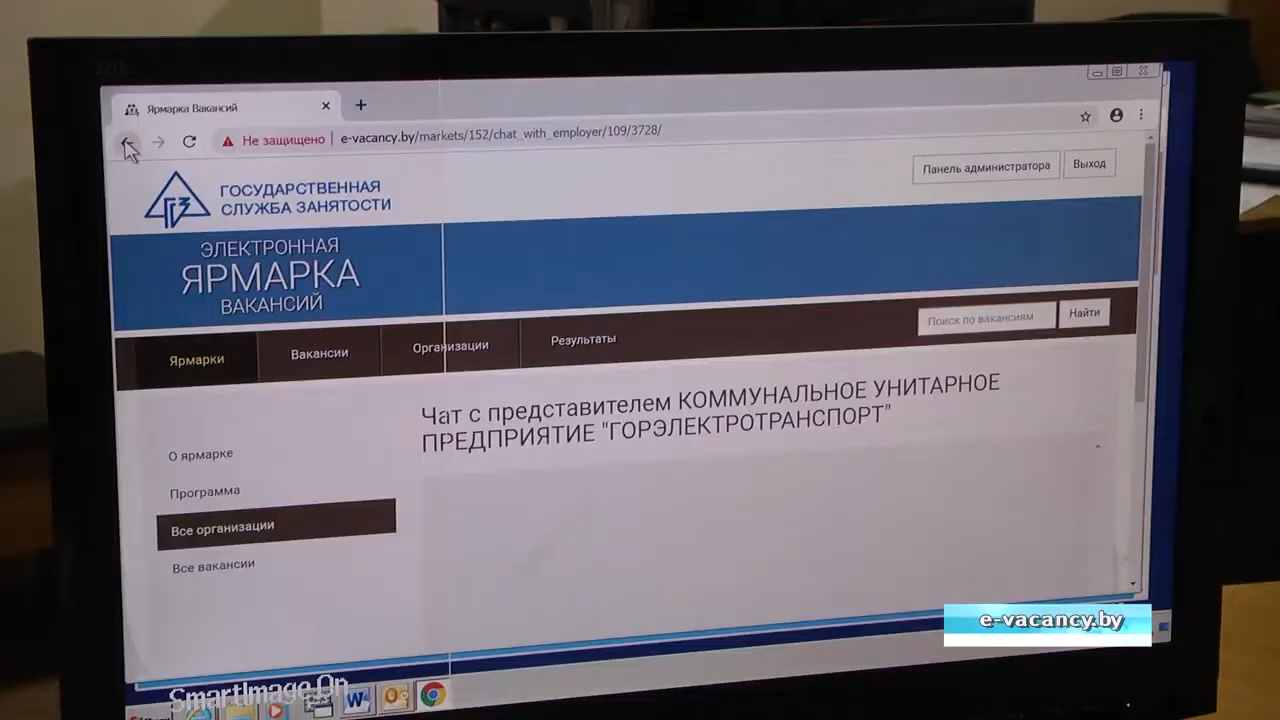 Ярмарка Вакансий
Не защищено e-vacancy.by/markets/152/chat_with_employer/109/3728/
ГОСУДАРСТВЕННАЯ
СЛУЖБА ЗАНЯТОСТИ
Панель администратора
Выход
ЭЛЕКТРОННАЯ
ЯРМАРКА
ВАКАНСИЙ
Ярмарки
Вакансии
Организации
Результаты
Поиск по вакансиям
Найти
Чат с представителем КОММУНАЛЬНОЕ УНИТАРНОЕ
ПРЕДПРИЯТИЕ "ГОРЭЛЕКТРОТРАНСПОРТ"
О ярмарке
Программа
Все организации
Все вакансии
e-vacancy.by
SmartImage On